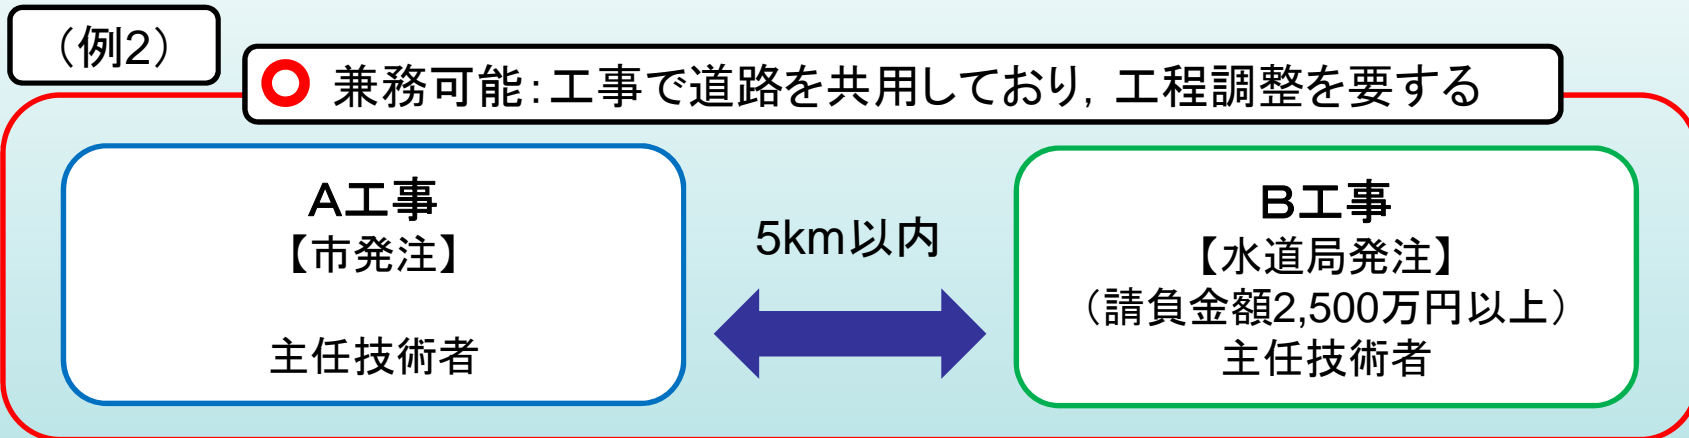 （例2）
兼務可能：工事で道路を共用しており，工程調整を要する
A工事
【市発注】
主任技術者
5km以内
B工事
【水道局発注】
（請負金額2,500万円以上）
主任技術者